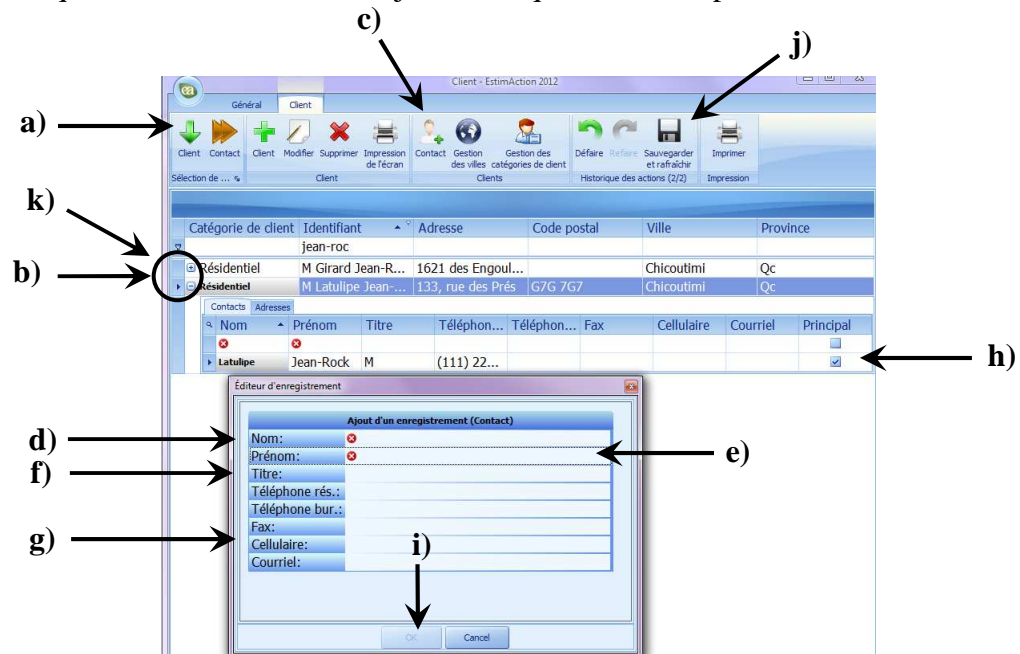 c)
j)
Client - EstimAction 2012
Général Client
a)
Client Contact Client Modifier Supprimer Impression de l'écran Contact Gestion des villes Gestion des catégories de client Défaire Refaire Sauvegarder et rafraîchir Imprimer
Sélection de ... Client Clients Historique des actions (2/2) Impression
k)
Catégorie de client Identifiant Adresse Code postal Ville Province
jean-roc
b)
Résidentiel M Girard Jean-R... 1621 des Engoul... Chicoutimi Qc
Résidentiel M Latulipe Jean-... 133, rue des Prés G7G 7G7 Chicoutimi Qc
Contacts Adresses
Nom Prénom Titre Téléphon... Téléphon... Fax Cellulaire Courriel Principal
Latulipe Jean-Rock M (111) 22...
h)
Éditeur d'enregistrement
Ajout d'un enregistrement (Contact)
d)
Nom:
Prénom:
e)
f)
Titre:
Téléphone rés.:
Téléphone bur.:
Fax:
g)
Cellulaire:
i)
Courriel:
OK Cancel